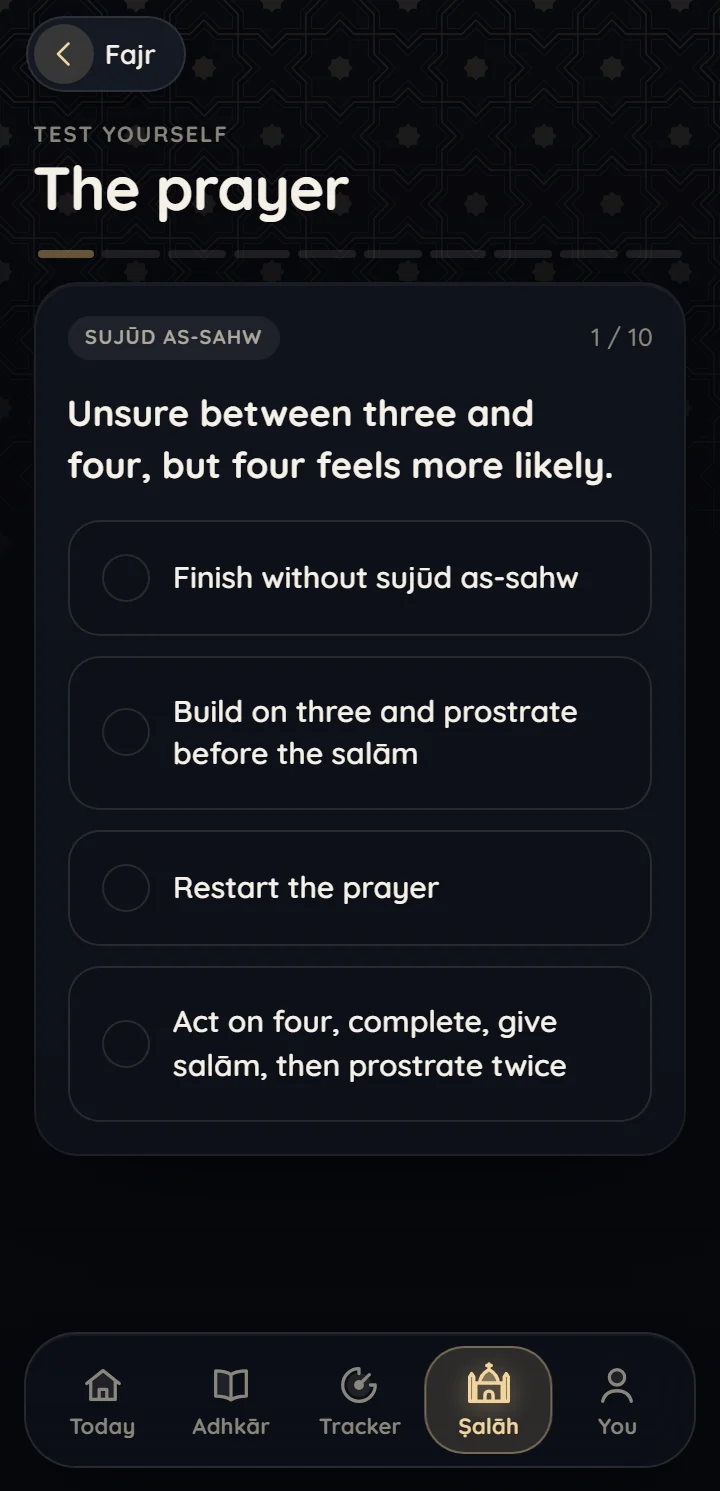 Fajr
TEST YOURSELF
The prayer
SUJŪD AS-SAHW
1 / 10
Unsure between three and
four, but four feels more likely.
Finish without sujūd as-sahw
Build on three and prostrate
before the salām
Restart the prayer
Act on four, complete, give
salām, then prostrate twice
Today
Adhkār
Tracker
Ṣalāh
You